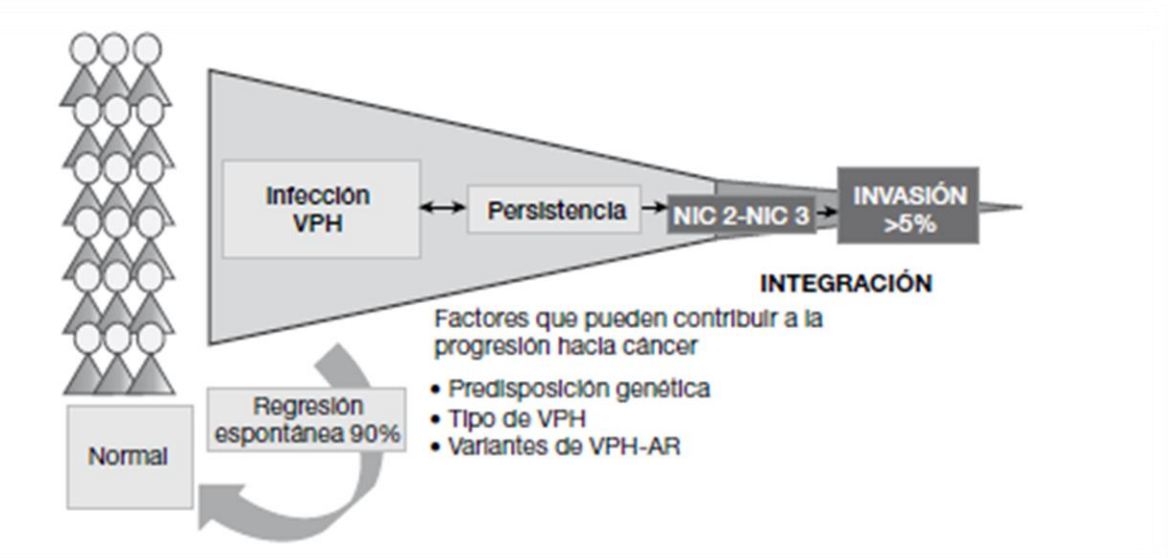 Infección
VPH
Persistencia
NIC 2-NIC 3
INVASIÓN
>5%
INTEGRACIÓN
Factores que pueden contribuir a la
progresión hacia cáncer
• Predisposición genética
• Tipo de VPH
• Variantes de VPH-AR
Regresión
espontánea 90%
Normal